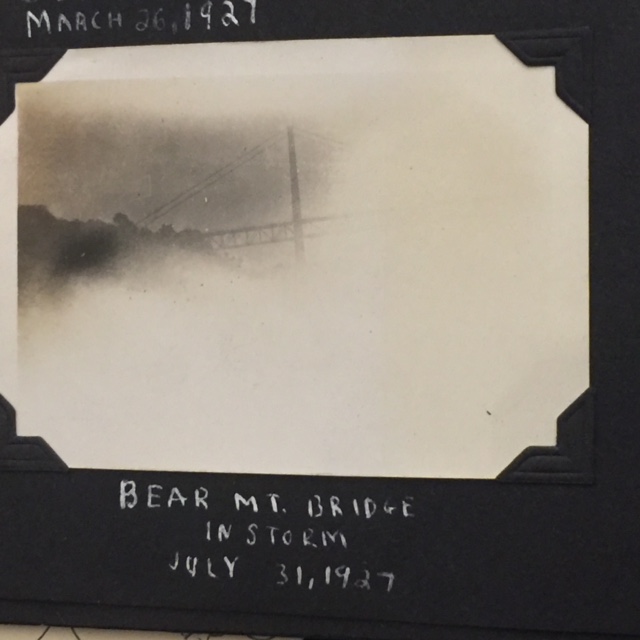 MARCH 26, 1927
BEAR MT. BRIDGE
IN STORM
JULY 31, 1927